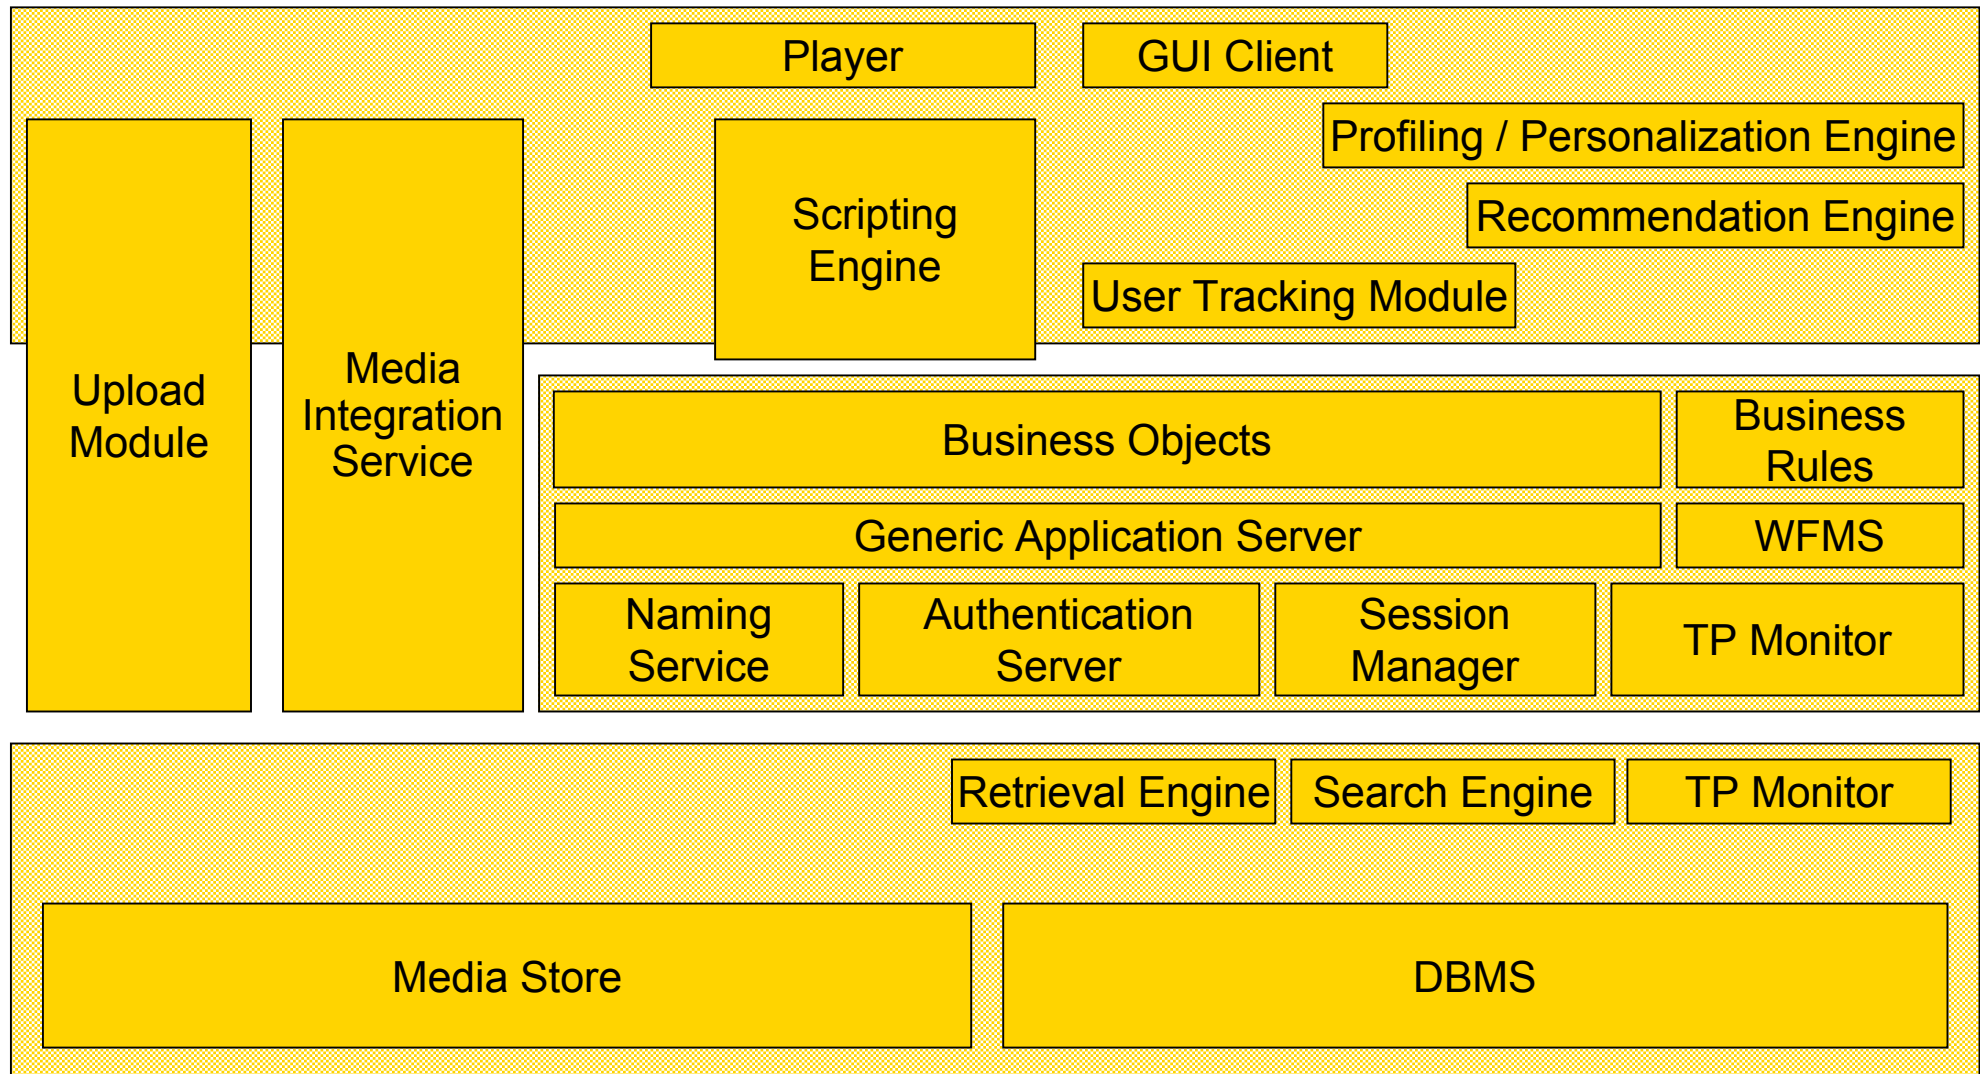 Player
GUI Client
Profiling / Personalization Engine
Recommendation Engine
Scripting
Engine
User Tracking Module
Upload
Module
Media
Integration
Service
Business Objects
Business
Rules
Generic Application Server
WFMS
Naming
Service
Authentication
Server
Session
Manager
TP Monitor
Retrieval Engine
Search Engine
TP Monitor
Media Store
DBMS